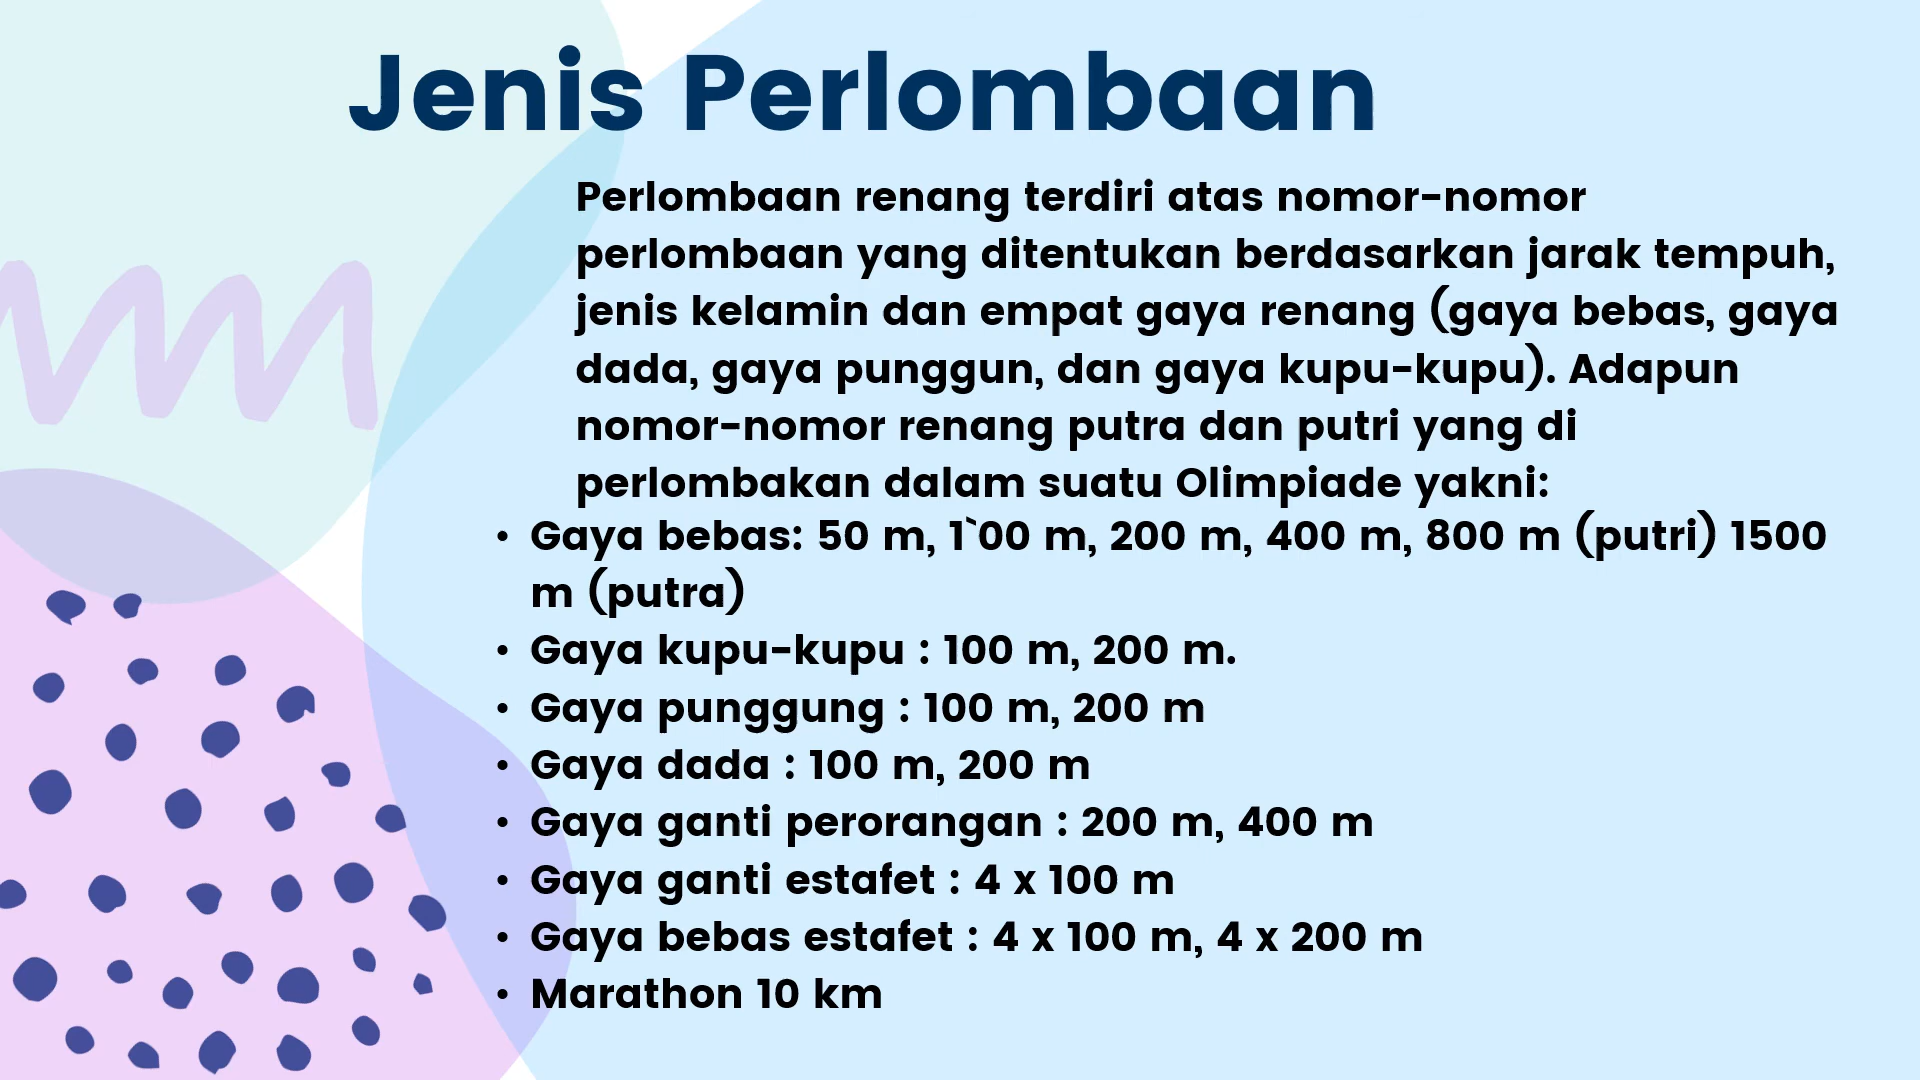 Jenis Perlombaan
Perlombaan renang terdiri atas nomor-nomor
perlombaan yang ditentukan berdasarkan jarak tempuh,
jenis kelamin dan empat gaya renang (gaya bebas, gaya
dada, gaya punggun, dan gaya kupu-kupu). Adapun
nomor-nomor renang putra dan putri yang di
perlombakan dalam suatu Olimpiade yakni:
• Gaya bebas: 50 m, 1`00 m, 200 m, 400 m, 800 m (putri) 1500
m (putra)
• Gaya kupu-kupu : 100 m, 200 m.
• Gaya punggung : 100 m, 200 m
• Gaya dada : 100 m, 200 m
• Gaya ganti perorangan : 200 m, 400 m
• Gaya ganti estafet : 4 x 100 m
• Gaya bebas estafet : 4 x 100 m, 4 x 200 m
• Marathon 10 km